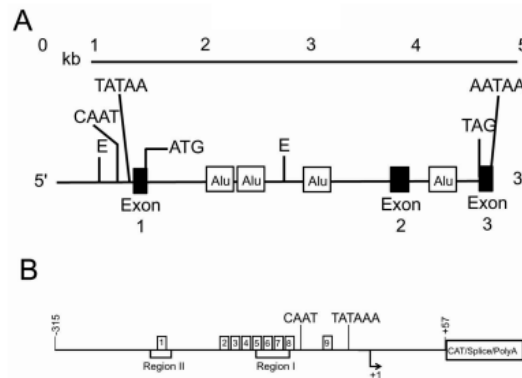 A
0 1 2 3 4 5
kb
TATAA AATAA
CAAT TAG
E ATG E
5' Alu Alu Alu Alu 3
Exon Exon Exon
1 2 3
B
CAAT TATAAA
-315 +57
1 2 3 4 5 6 7 8 9 CAT/Splice/PolyA
Region II Region I +1